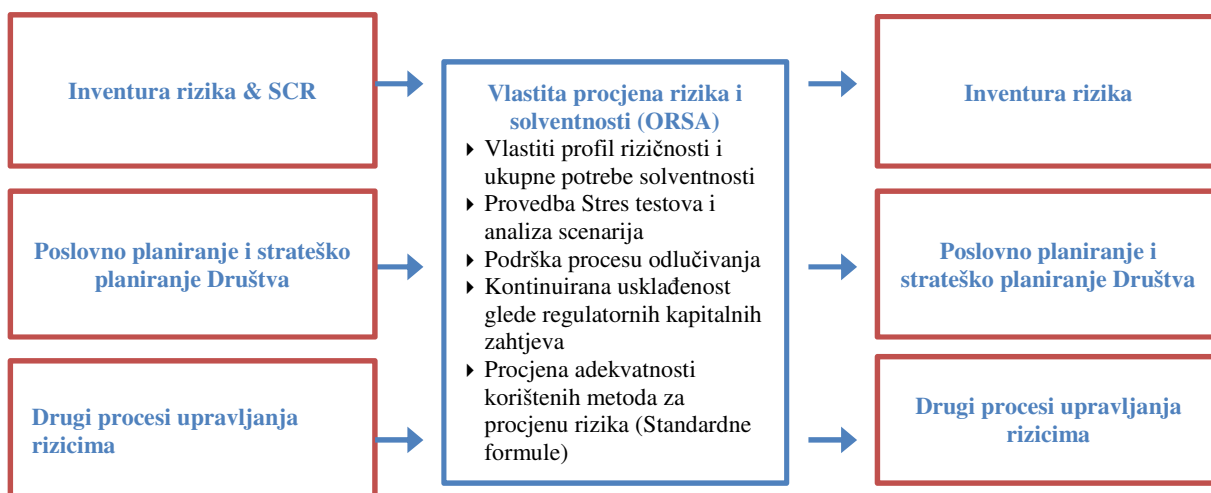 Inventura rizika & SCR
Poslovno planiranje i strateško
planiranje Društva
Drugi procesi upravljanja
rizicima
Vlastita procjena rizika i
solventnosti (ORSA)
Vlastiti profil rizičnosti i
ukupne potrebe solventnosti
Provedba Stres testova i
analiza scenarija
Podrška procesu odlučivanja
Kontinuirana usklađenost
glede regulatornih kapitalnih
zahtjeva
Procjena adekvatnosti
korištenih metoda za
procjenu rizika (Standardne
formule)
Inventura rizika
Poslovno planiranje i
strateško planiranje Društva
Drugi procesi upravljanja
rizicima